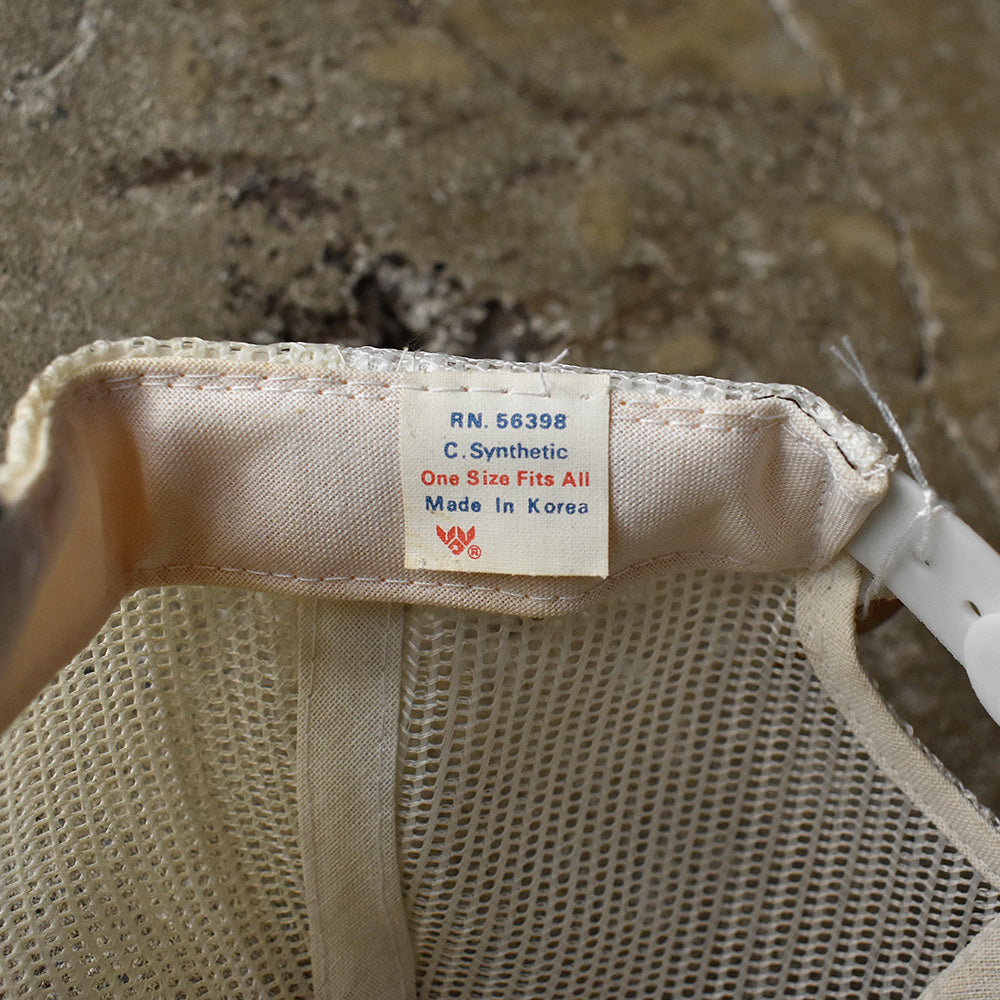 RN. 56398
C. Synthetic
One Size Fits All
Made In Korea
®